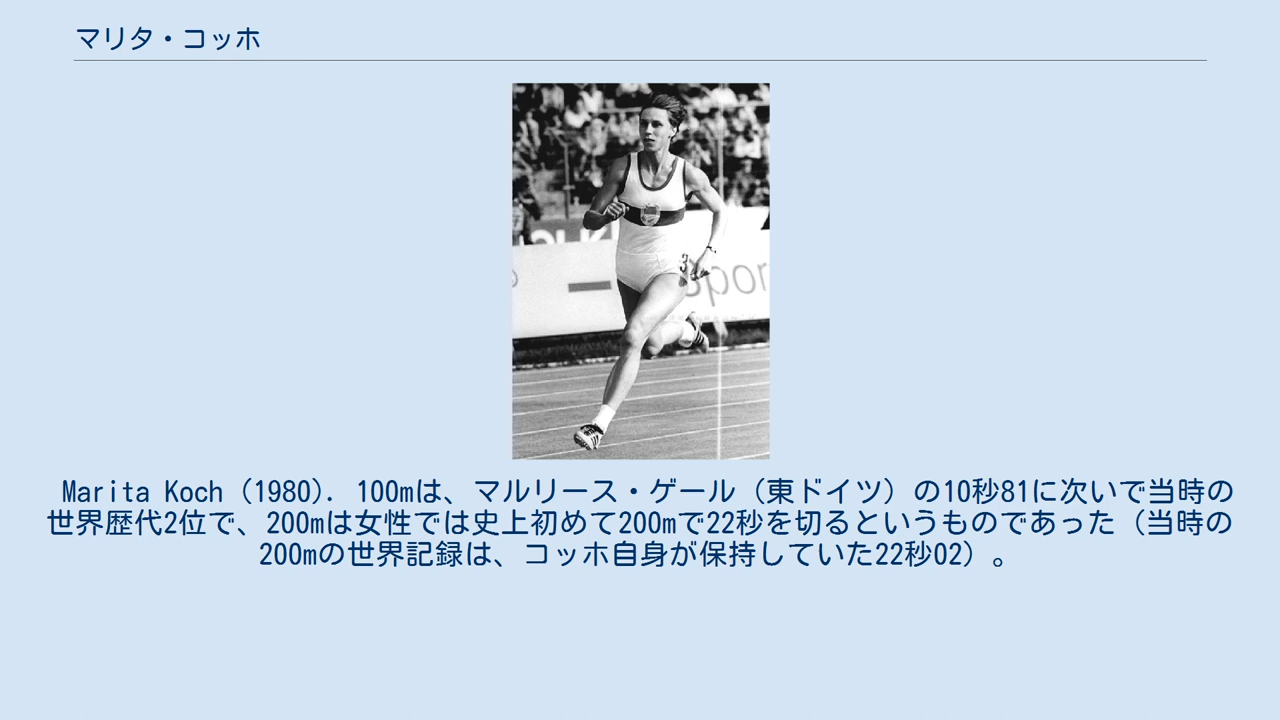 マリタ・コッホ
Spor
Marita Koch (1980). 100mは、マルリース・ゲール（東ドイツ）の10秒81に次いで当時の
世界歴代2位で、200mは女性では史上初めて200mで22秒を切るというものであった（当時の
200mの世界記録は、コッホ自身が保持していた22秒02）。